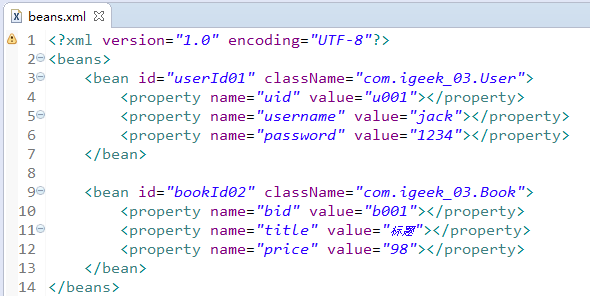 beans.xml
1 <?xml version="1.0" encoding="UTF-8"?>
2 <beans>
3 <bean id="userId01" className="com.igeek_03.User">
4 <property name="uid" value="u001"></property>
5 <property name="username" value="jack"></property>
6 <property name="password" value="1234"></property>
7 </bean>
8
9 <bean id="bookId02" className="com.igeek_03.Book">
10 <property name="bid" value="b001"></property>
11 <property name="title" value="标题"></property>
12 <property name="price" value="98"></property>
13 </bean>
14 </beans>